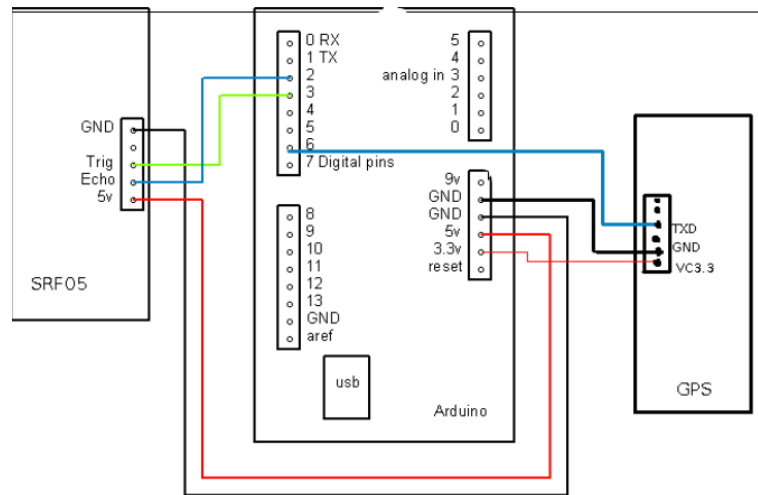 GND
Trig
Echo
5v
SRF05
0 RX
1 TX
2
3
4
5
6
7 Digital pins
8
9
10
11
12
13
GND
aref
usb
Arduino
5
4
analog in 3
2
1
0
9v
GND
GND
5v
3.3v
reset
TXD
GND
VC3.3
GPS